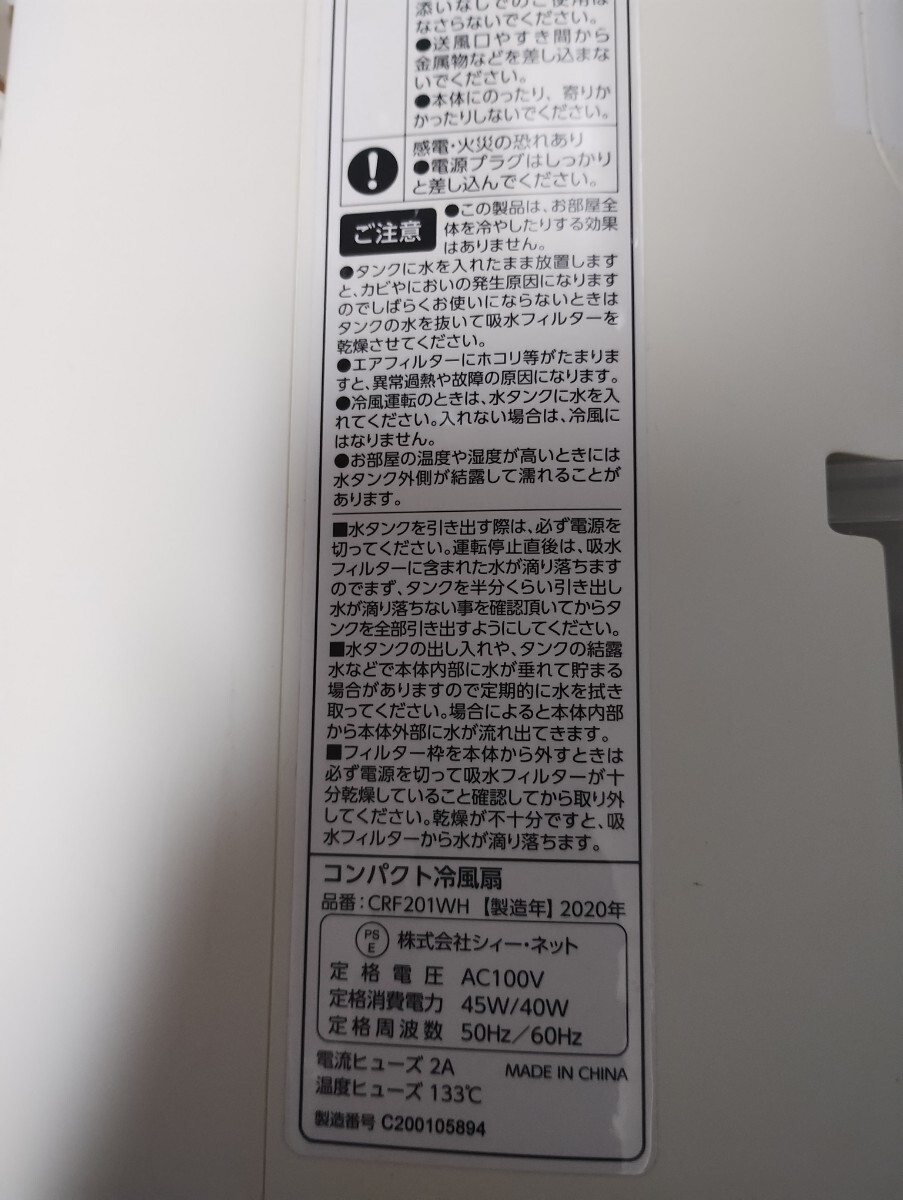 添いなしでのご使用は
なさらないでください。
●送風口やすき間から
金属物などを差し込まな
いでください。
●本体にのったり、寄りか
かったりしないでください。
感電・火災の恐れあり
●電源プラグはしっかり
と差し込んでください。
ご注意
●この製品は、お部屋全
体を冷やしたりする効果
はありません。
●タンクに水を入れたまま放置しますと、カビやにおいの発生原因になります
のでしばらくお使いにならないときは
タンクの水を抜いて吸水フィルターを
乾燥させてください。
●エアフィルターにホコリ等がたまりま
すと、異常過熱や故障の原因になります。
●冷風運転のときは、水タンクに水を入
れてください。入れない場合は、冷風に
はなりません。
●お部屋の温度や湿度が高いときには
水タンク外側が結露して濡れることが
あります。
■水タンクを引き出す際は、必ず電源を
切ってください。運転停止直後は、吸水
フィルターに含まれた水が滴り落ちます
のでまず、タンクを半分くらい引き出し
水が滴り落ちない事を確認頂いてからタ
ンクを全部引き出すようにしてください。
■水タンクの出し入れや、タンクの結露
水などで本体内部に水が垂れて貯まる
場合がありますので定期的に水を拭き
取ってください。場合によると本体内部
から本体外部に水が流れ出てきます。
■フィルター枠を本体から外すときは
必ず電源を切って吸水フィルターが十
分乾燥していること確認してから取り外
してください。乾燥が不十分ですと、吸
水フィルターから水が滴り落ちます。
コンパクト冷風扇
品番：CRF201WH 【製造年】2020年
PS
E 株式会社シィー・ネット
定格電圧 AC100V
定格消費電力 45W/40W
定格周波数 50Hz／60Hz
電流ヒューズ 2A MADE IN CHINA
温度ヒューズ 133℃
製造番号 C200105894